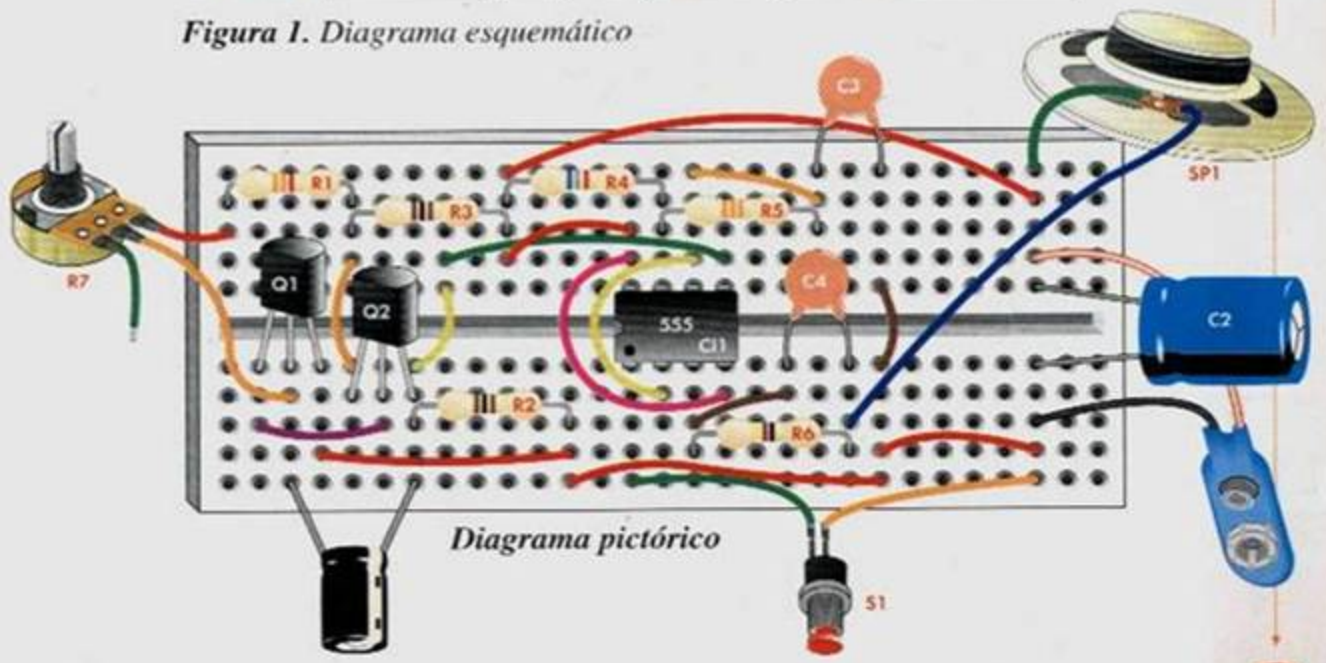 Figura 1. Diagrama esquemático
C3
SP1
R1
R4
R3
R5
R7
Q1
Q2
C4
555
CI1
C2
R2
R6
Diagrama pictórico
S1